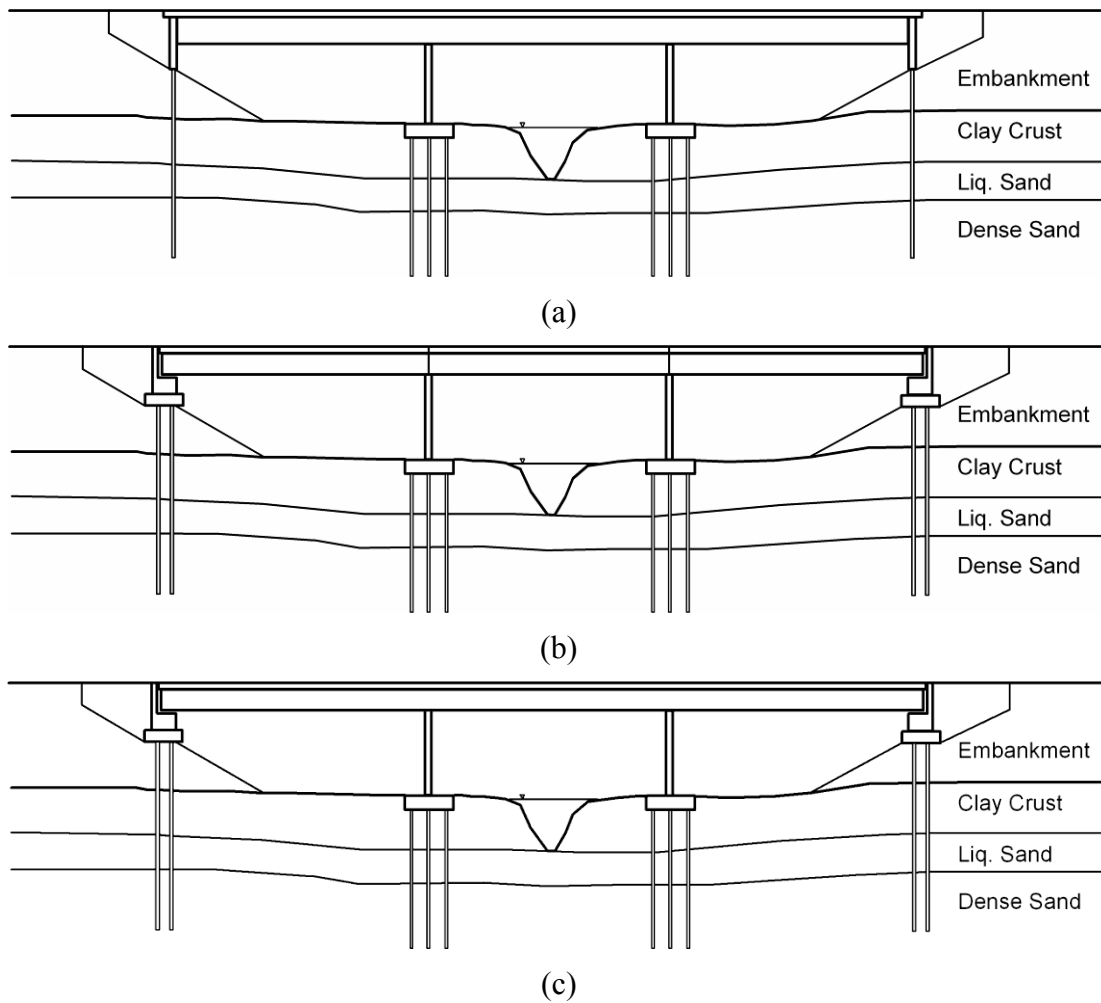 Embankment
Clay Crust
Liq. Sand
Dense Sand
(a)
Embankment
Clay Crust
Liq. Sand
Dense Sand
(b)
Embankment
Clay Crust
Liq. Sand
Dense Sand
(c)